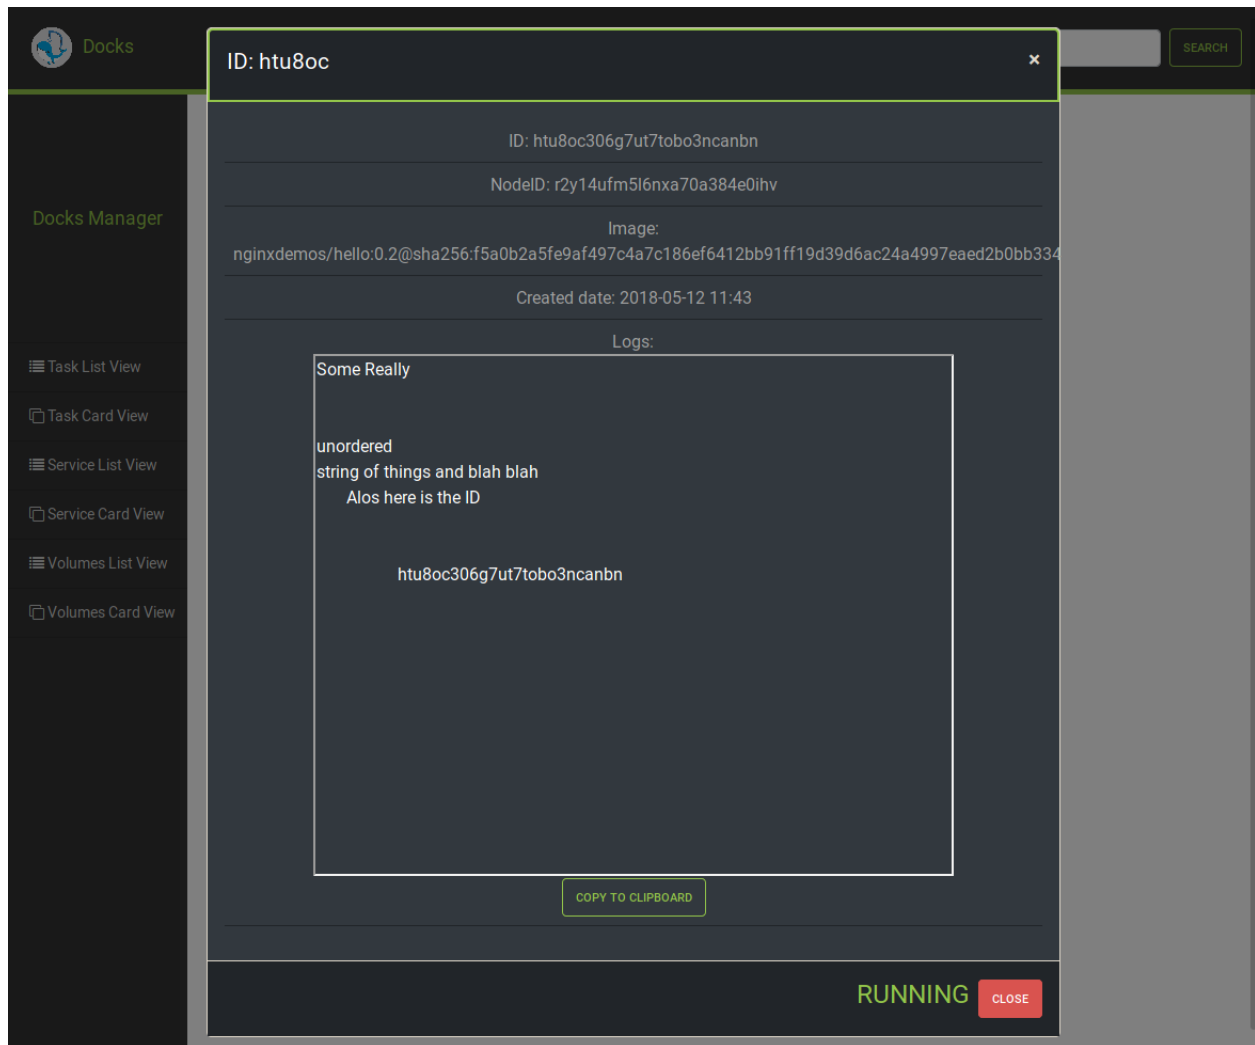 Docks
SEARCH
ID: htu8oc
×
ID: htu8oc306g7ut7tobo3ncanbn
NodeID: r2y14ufm5l6nxa70a384e0ihv
Docks Manager
Image:
nginxdemos/hello:0.2@sha256:f5a0b2a5fe9af497c4a7c186ef6412bb91ff19d39d6ac24a4997eaed2b0bb334
Created date: 2018-05-12 11:43
Logs:
Some Really
unordered
string of things and blah blah
Alos here is the ID
htu8oc306g7ut7tobo3ncanbn
Task List View
Task Card View
Service List View
Service Card View
Volumes List View
Volumes Card View
COPY TO CLIPBOARD
RUNNING
CLOSE